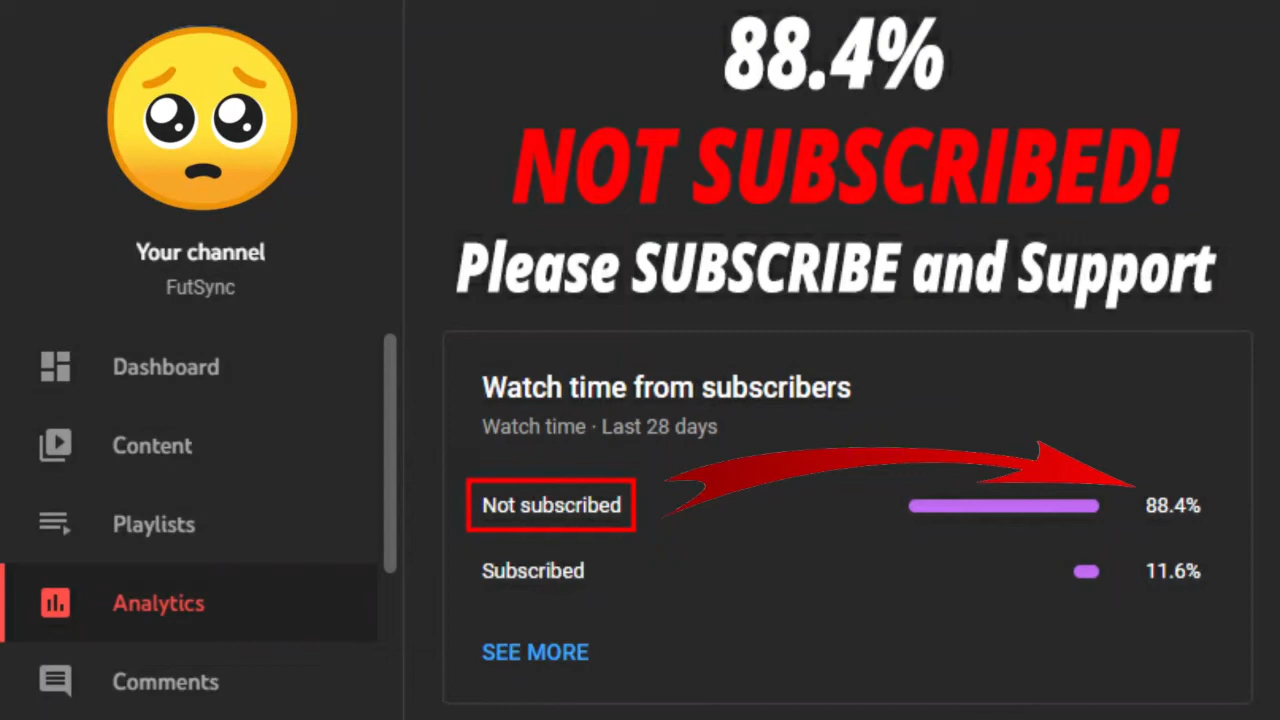 88.4%
NOT SUBSCRIBED!
Please SUBSCRIBE and Support
Your channel
FutSync
Dashboard
Content
Playlists
Analytics
Comments
Watch time from subscribers
Watch time · Last 28 days
Not subscribed 88.4%
Subscribed 11.6%
SEE MORE